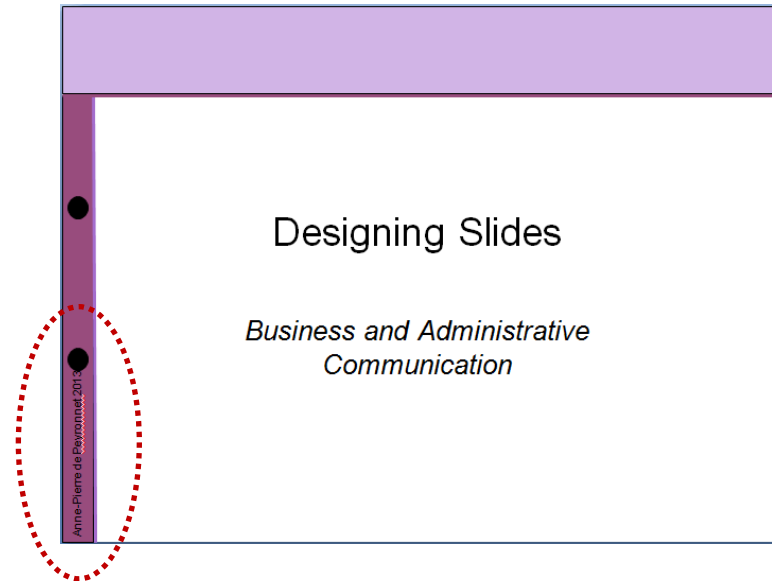 Designing Slides
Business and Administrative
Communication
Anne-Pierre de Peyronnet 2013